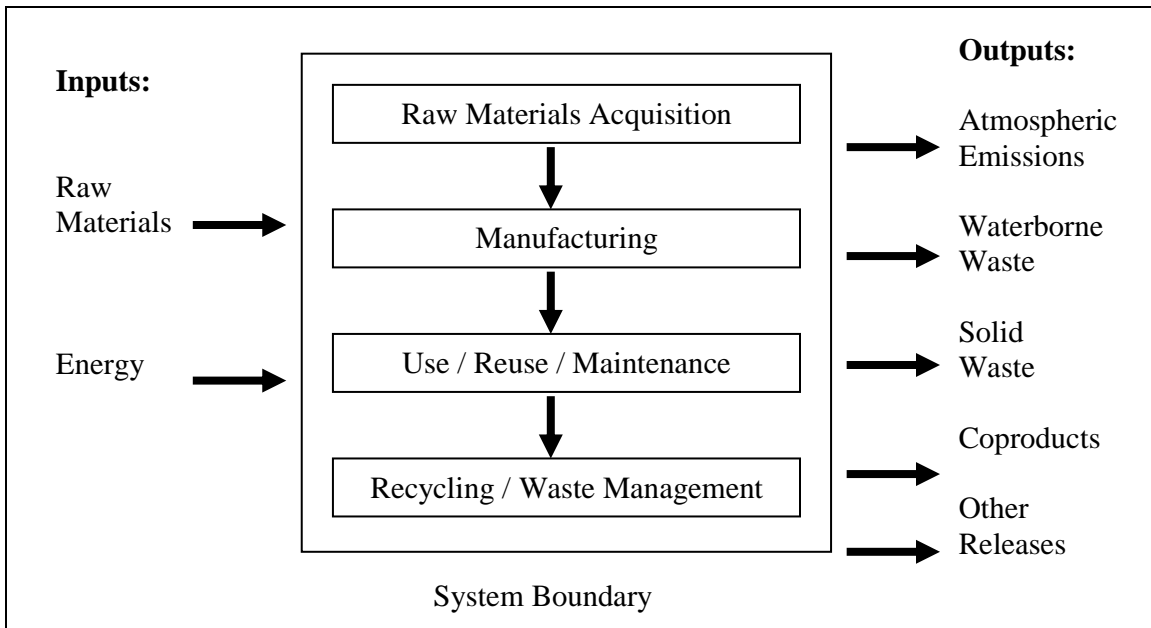 Inputs:
Raw
Materials
Energy
Raw Materials Acquisition
Manufacturing
Use / Reuse / Maintenance
Recycling / Waste Management
System Boundary
Outputs:
Atmospheric
Emissions
Waterborne
Waste
Solid
Waste
Coproducts
Other
Releases